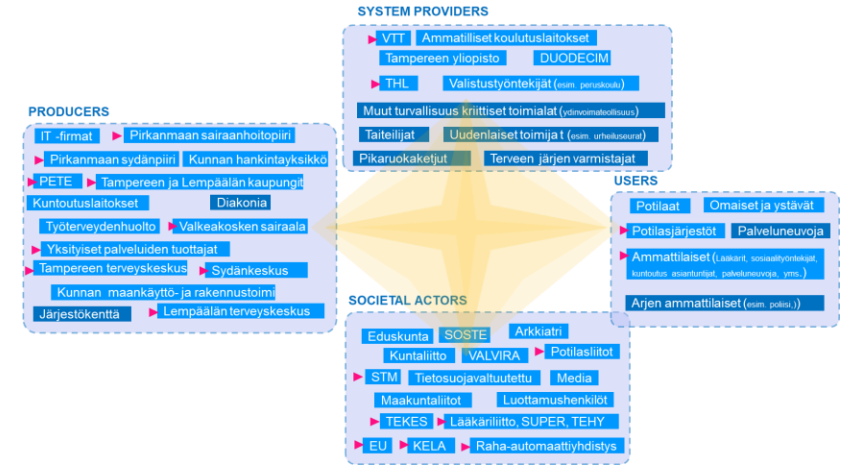 SYSTEM PROVIDERS
VTT Ammatilliset koulutuslaitokset
Tampereen yliopisto DUODECIM
THL Valistustyöntekijät (esim. peruskoulu)
Muut turvallisuus kriittiset toimialat (ydinvoimateollisuus)
Taiteilijat Uudenlaiset toimija t (esim. urheiluseurat)
Pikaruokaketjut Terveen järjen varmistajat
PRODUCERS
IT -firmat Pirkanmaan sairaanhoitopiiri
Pirkanmaan sydänpiiri Kunnan hankintayksikkö
PETE Tampereen ja Lempäälän kaupungit
Kuntoutuslaitokset Diakonia
Työterveydenhuolto Valkeakosken sairaala
Yksityiset palveluiden tuottajat
Tampereen terveyskeskus Sydänkeskus
Kunnan maankäyttö- ja rakennustoimi
Järjestökenttä Lempäälän terveyskeskus
USERS
Potilaat Omaiset ja ystävät
Potilasjärjestöt Palveluneuvoja
Ammattilaiset (Lääkärit, sosiaalityöntekijät,
kuntoutus asiantuntijat, palveluneuvoja, yms.)
Arjen ammattilaiset (esim. poliisi,))
SOCIETAL ACTORS
Eduskunta SOSTE Arkkiatri
Kuntaliitto VALVIRA Potilasliitot
STM Tietosuojavaltuutettu Media
Maakuntaliitot Luottamushenkilöt
TEKES Lääkäriliitto, SUPER, TEHY
EU KELA Raha-automaattiyhdistys